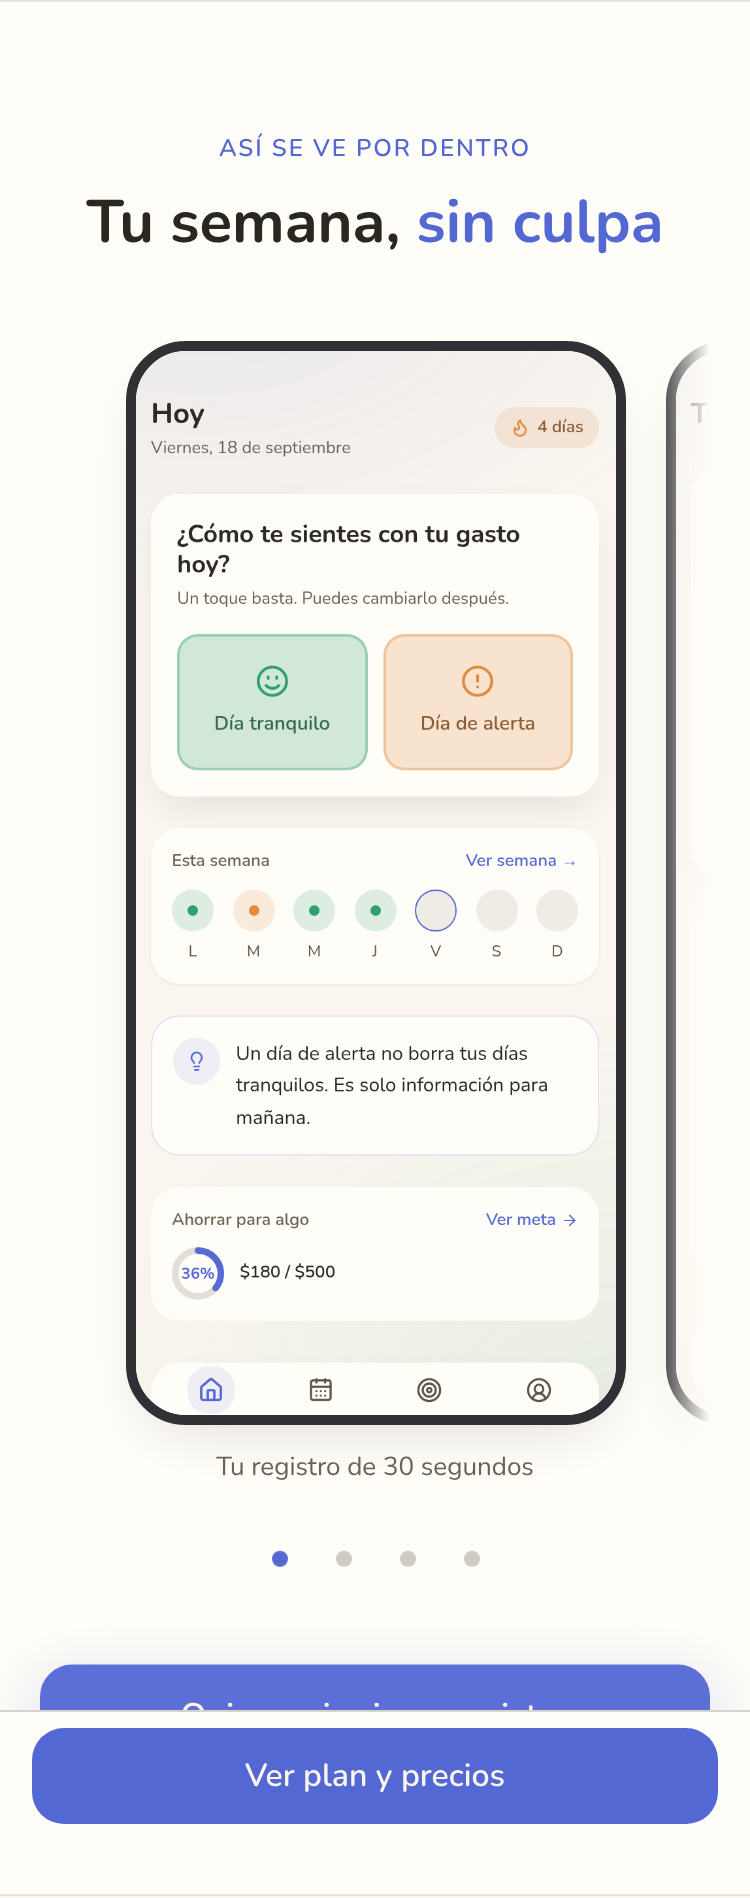 ASÍ SE VE POR DENTRO
Tu semana, sin culpa
Hoy
Viernes, 18 de septiembre
4 días
¿Cómo te sientes con tu gasto
hoy?
Un toque basta. Puedes cambiarlo después.
Día tranquilo
Día de alerta
Esta semana
Ver semana →
L M M J V S D
Un día de alerta no borra tus días
tranquilos. Es solo información para
mañana.
Ahorrar para algo
Ver meta →
36%
$180 / $500
Tu registro de 30 segundos
Ver plan y precios